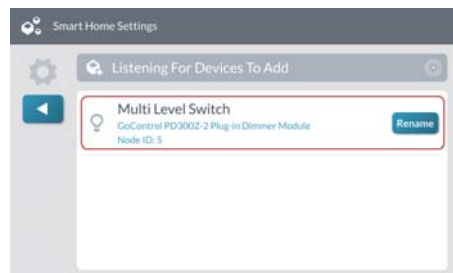 Smart Home Settings
Listening For Devices To Add
Multi Level Switch
GoControl PD300Z-2 Plug-in Dimmer Module
Node ID: 5
Rename